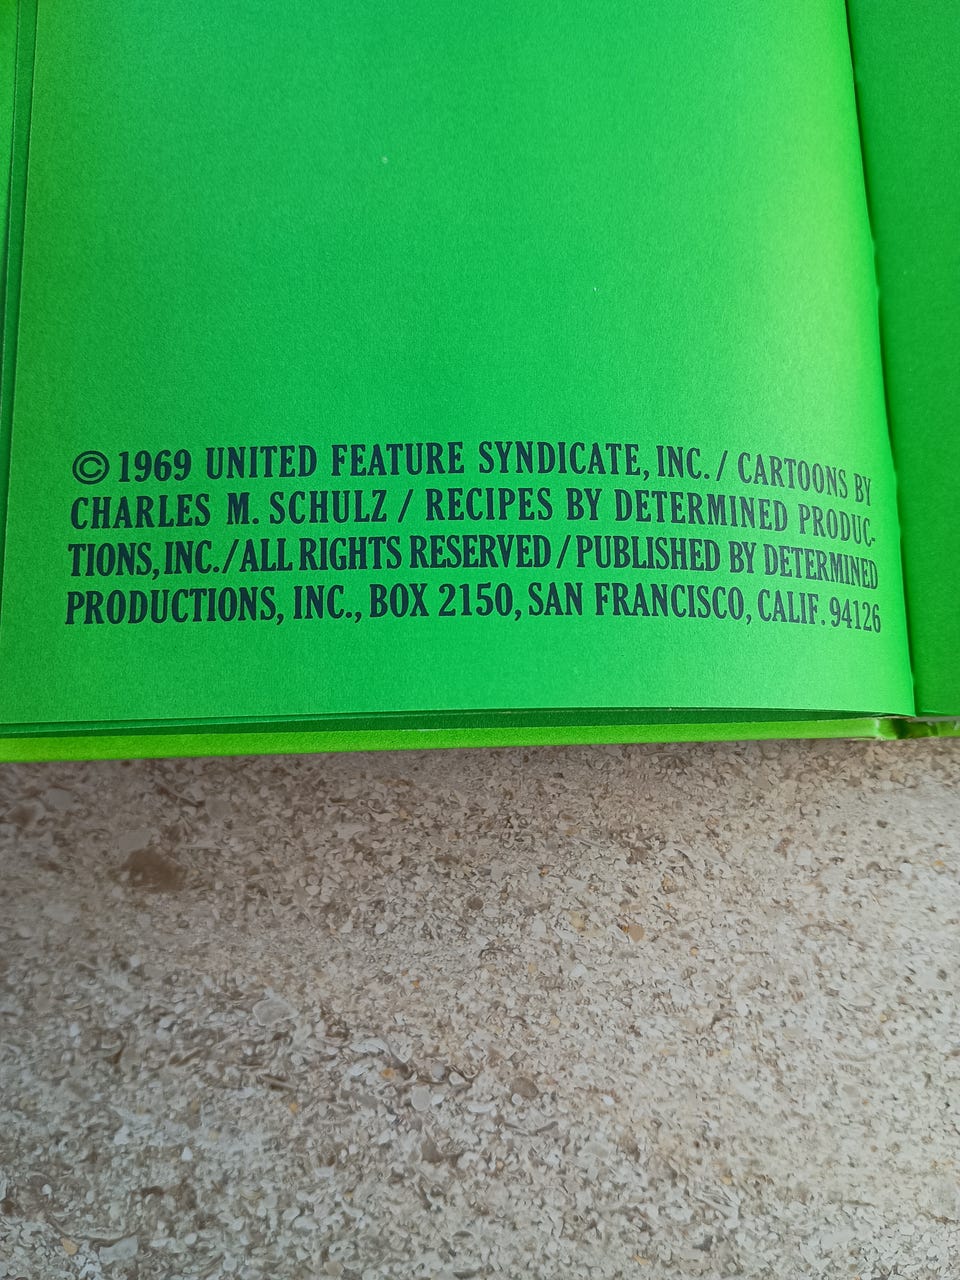 © 1969 UNITED FEATURE SYNDICATE, INC. / CARTOONS BY
CHARLES M. SCHULZ / RECIPES BY DETERMINED PRODUC-
TIONS, INC. / ALL RIGHTS RESERVED / PUBLISHED BY DETERMINED
PRODUCTIONS, INC., BOX 2150, SAN FRANCISCO, CALIF. 94126